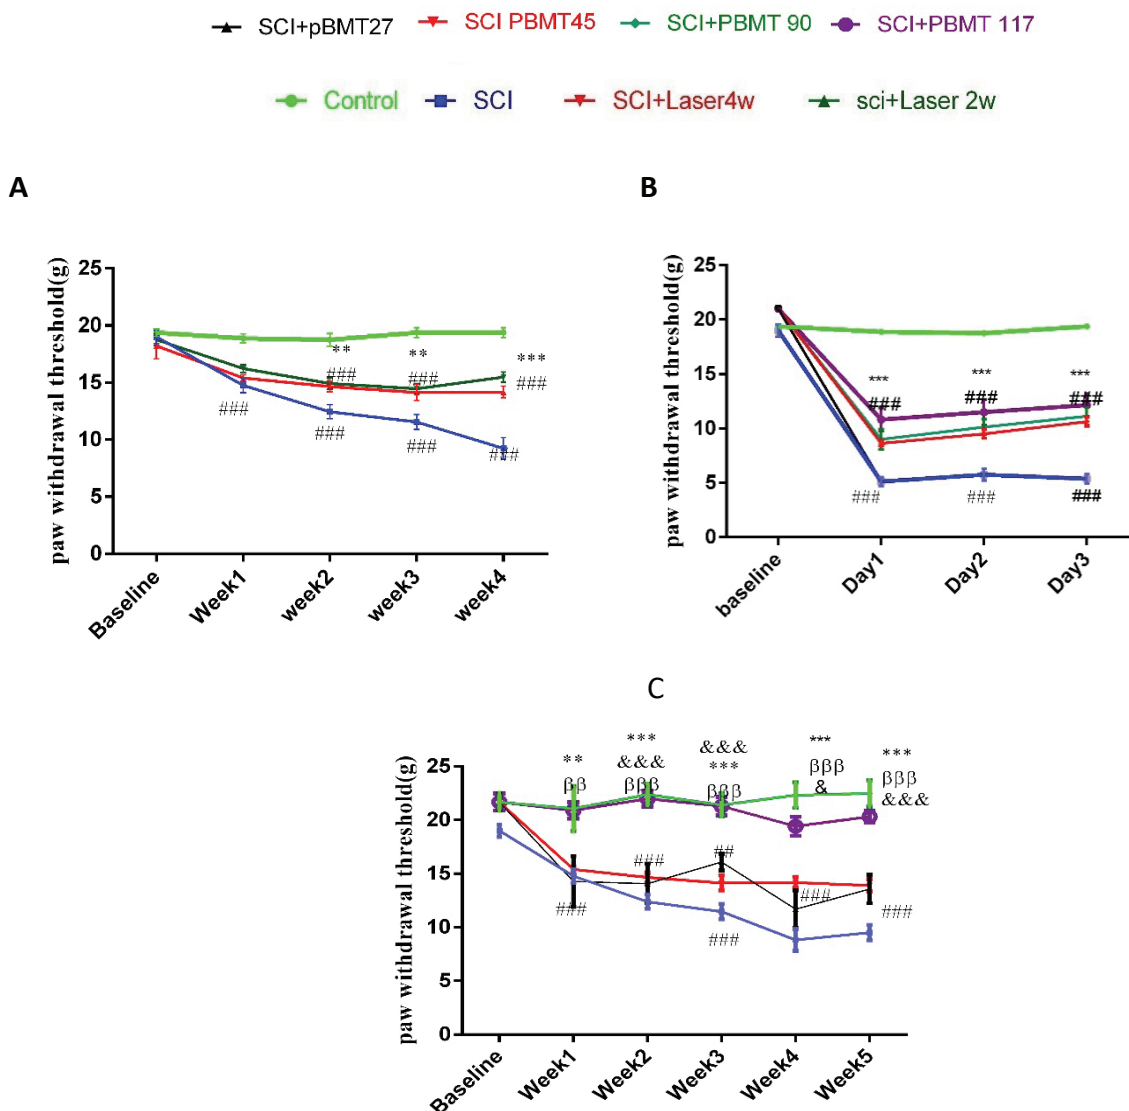 SCI+pBMT27 SCI PBMT45 SCI+PBMT 90 SCI+PBMT 117
Control SCI SCI+Laser4w sci+Laser 2w
A
paw withdrawal threshold(g)
25
20
15
10
5
0
** ** ***
### ### ###
###
###
###
###
Baseline Week1 week2 week3 week4
B
paw withdrawal threshold(g)
25
20
15
10
5
0
*** *** ***
### ### ###
### ### ###
baseline Day1 Day2 Day3
C
paw withdrawal threshold(g)
25
20
15
10
5
0
**
ββ
***
&&&
βββ
&&&
***
βββ
***
βββ
&
***
βββ
&&&
###
##
###
###
###
###
Baseline Week1 Week2 Week3 Week4 Week5